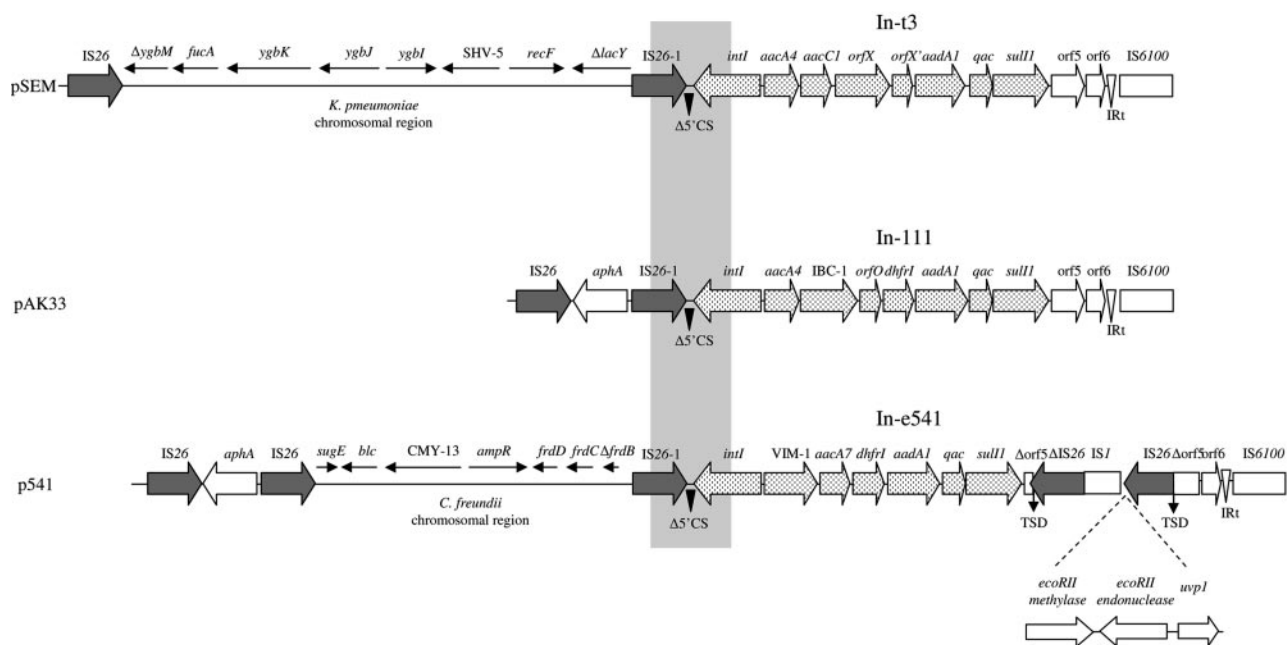 In-t3
IS26 ΔygbM fucA ygbK ygbJ ygbI SHV-5 recF ΔlacY IS26-1 intI aacA4 aacC1 orfX orfX' aadA1 qac sulI1 orf5 orf6 IS6100
pSEM
K. pmeumoniae
chromosomal region
Δ5'CS
IRt
In-111
IS26 aphA IS26-1 intI aacA4 IBC-1 orfO dhfrI aadA1 qac sulI1 orf5 orf6 IS6100
pAK33
Δ5'CS
IRt
In-e541
IS26 aphA IS26 sugE blc CMY-13 ampR frdD frdC ΔfrdB IS26-1 intI VIM-1 aacA7 dhfrI aadA1 qac sulI1 Δorf5 ΔIS26 IS1 IS26 Δorf5 orf6 IS6100
p541
C. freundii
chromosomal region
Δ5'CS
TSD
TSD
IRt
ecoRII
methylase
ecoRII
endonuclease
uvp1